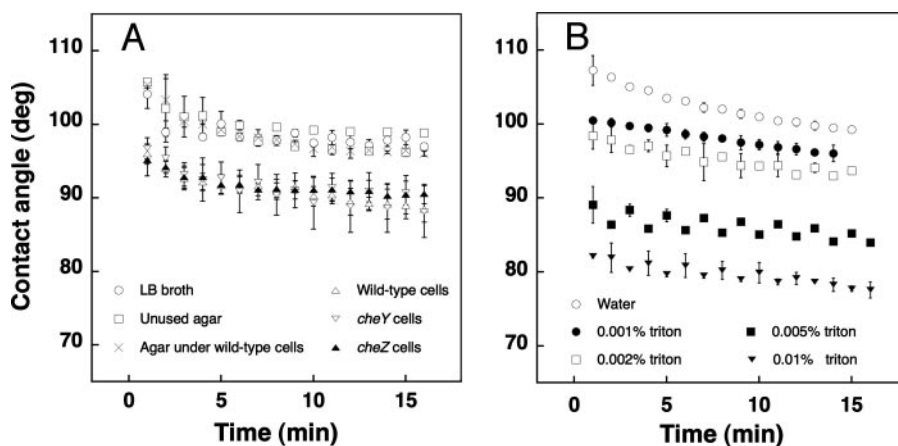 A
B
Contact angle (deg)
110
100
90
80
70
LB broth
Unused agar
Agar under wild-type cells
Wild-type cells
cheY cells
cheZ cells
0
5
10
15
Time (min)
110
100
90
80
70
Water
0.001% triton
0.002% triton
0.005% triton
0.01% triton
0
5
10
15
Time (min)